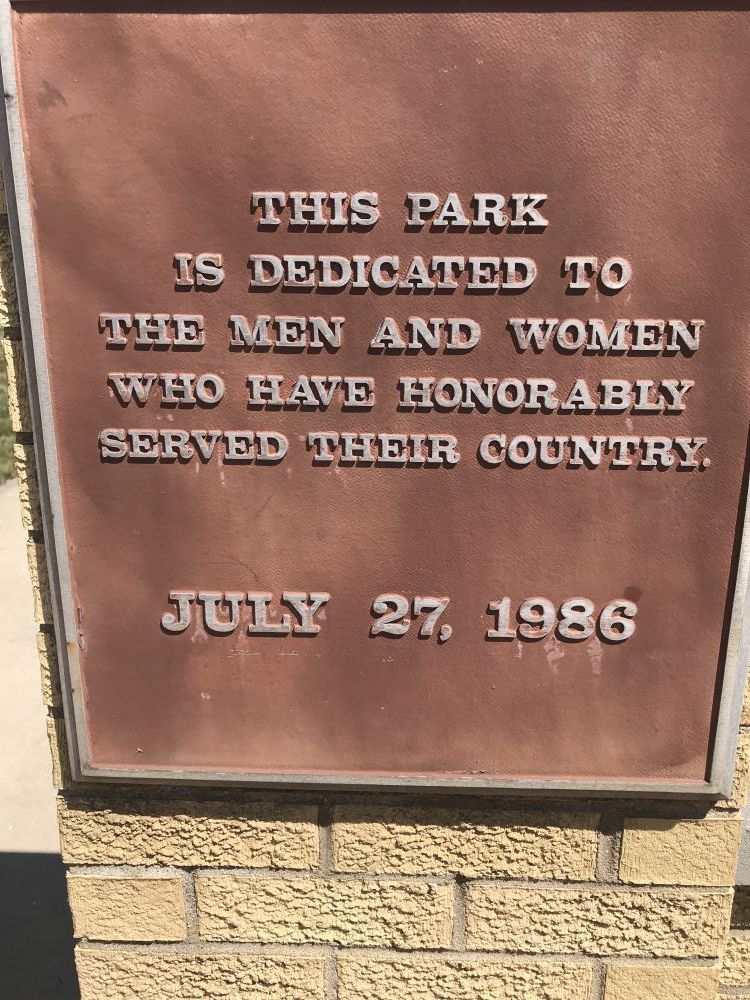 THIS PARK
IS DEDICATED TO
THE MEN AND WOMEN
WHO HAVE HONORABLY
SERVED THEIR COUNTRY.
JULY 27, 1986